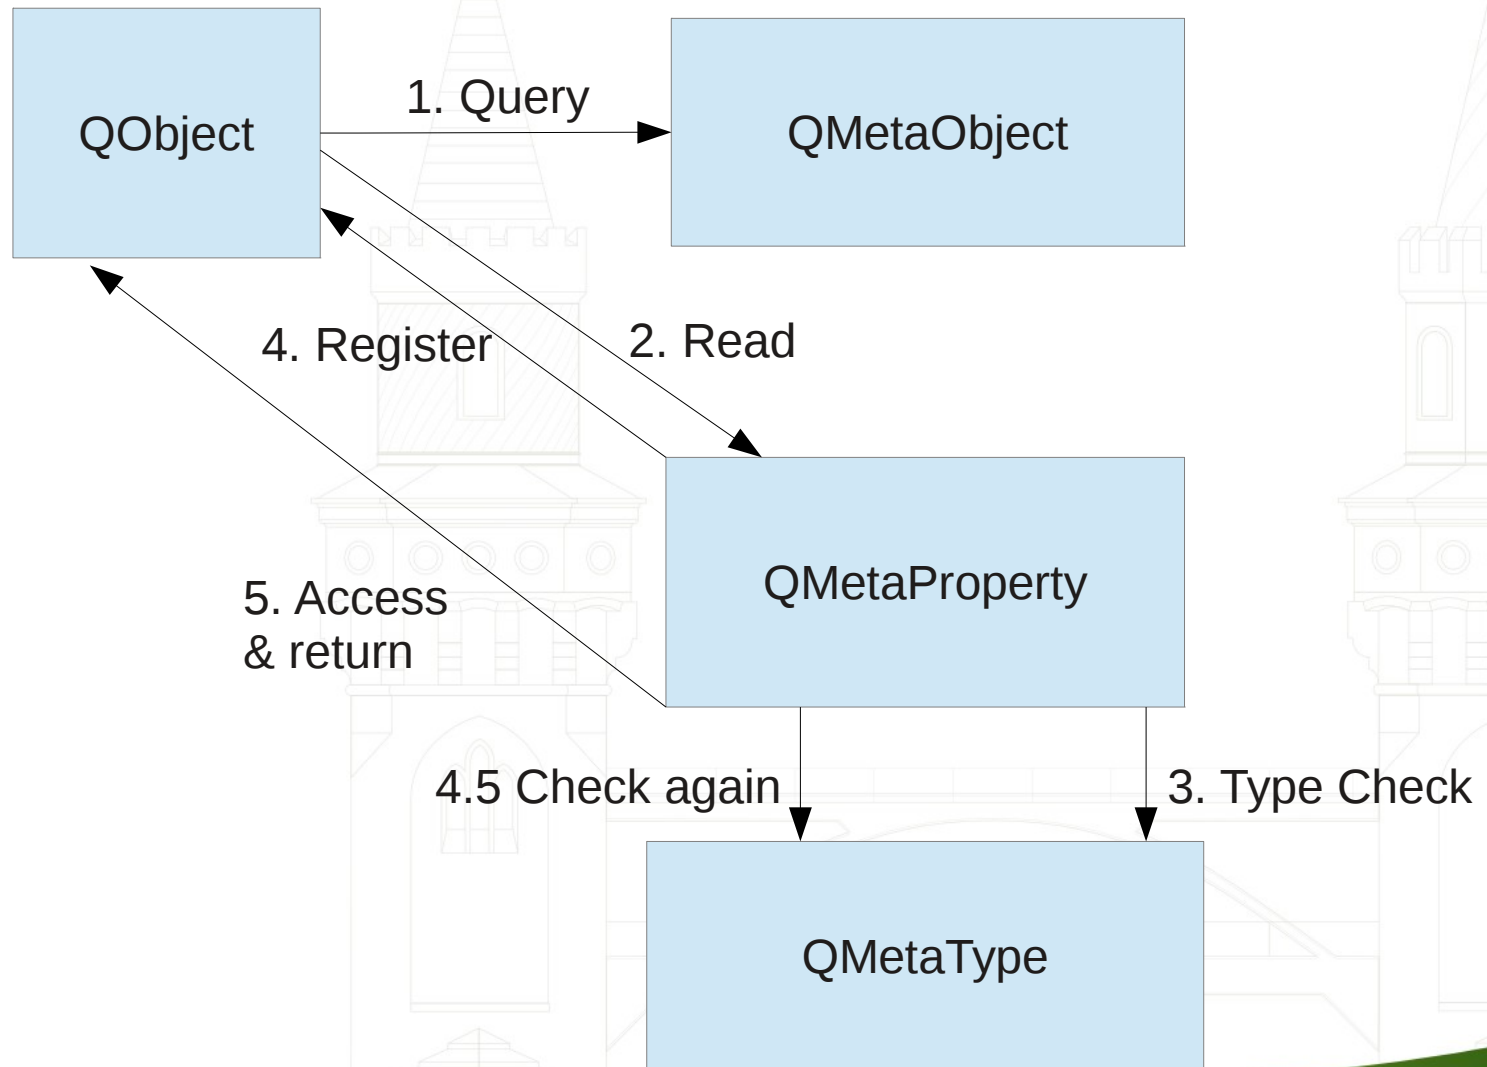 QObject
1. Query
QMetaObject
4. Register
2. Read
QMetaProperty
5. Access
& return
4.5 Check again
3. Type Check
QMetaType